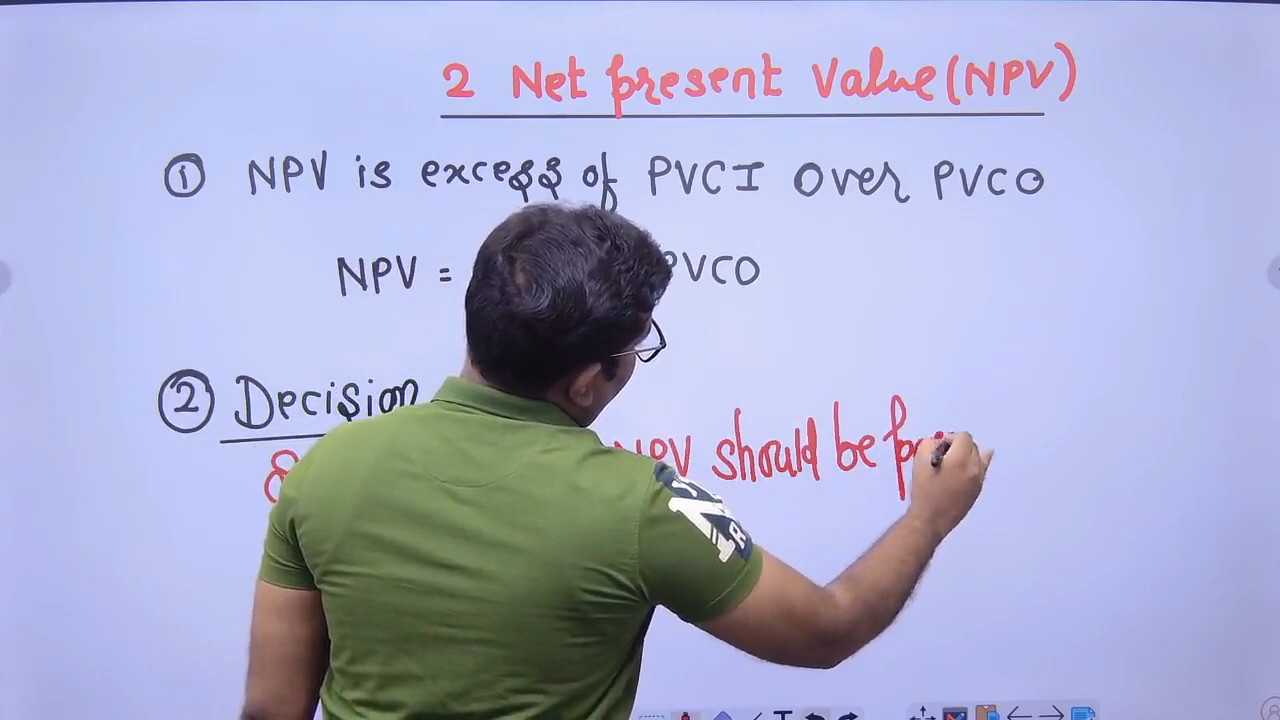 2 Net present Value (NPV)
① NPV is excess of PVCI Over PVCO
NPV = PVCO
② Decision
NPV should be